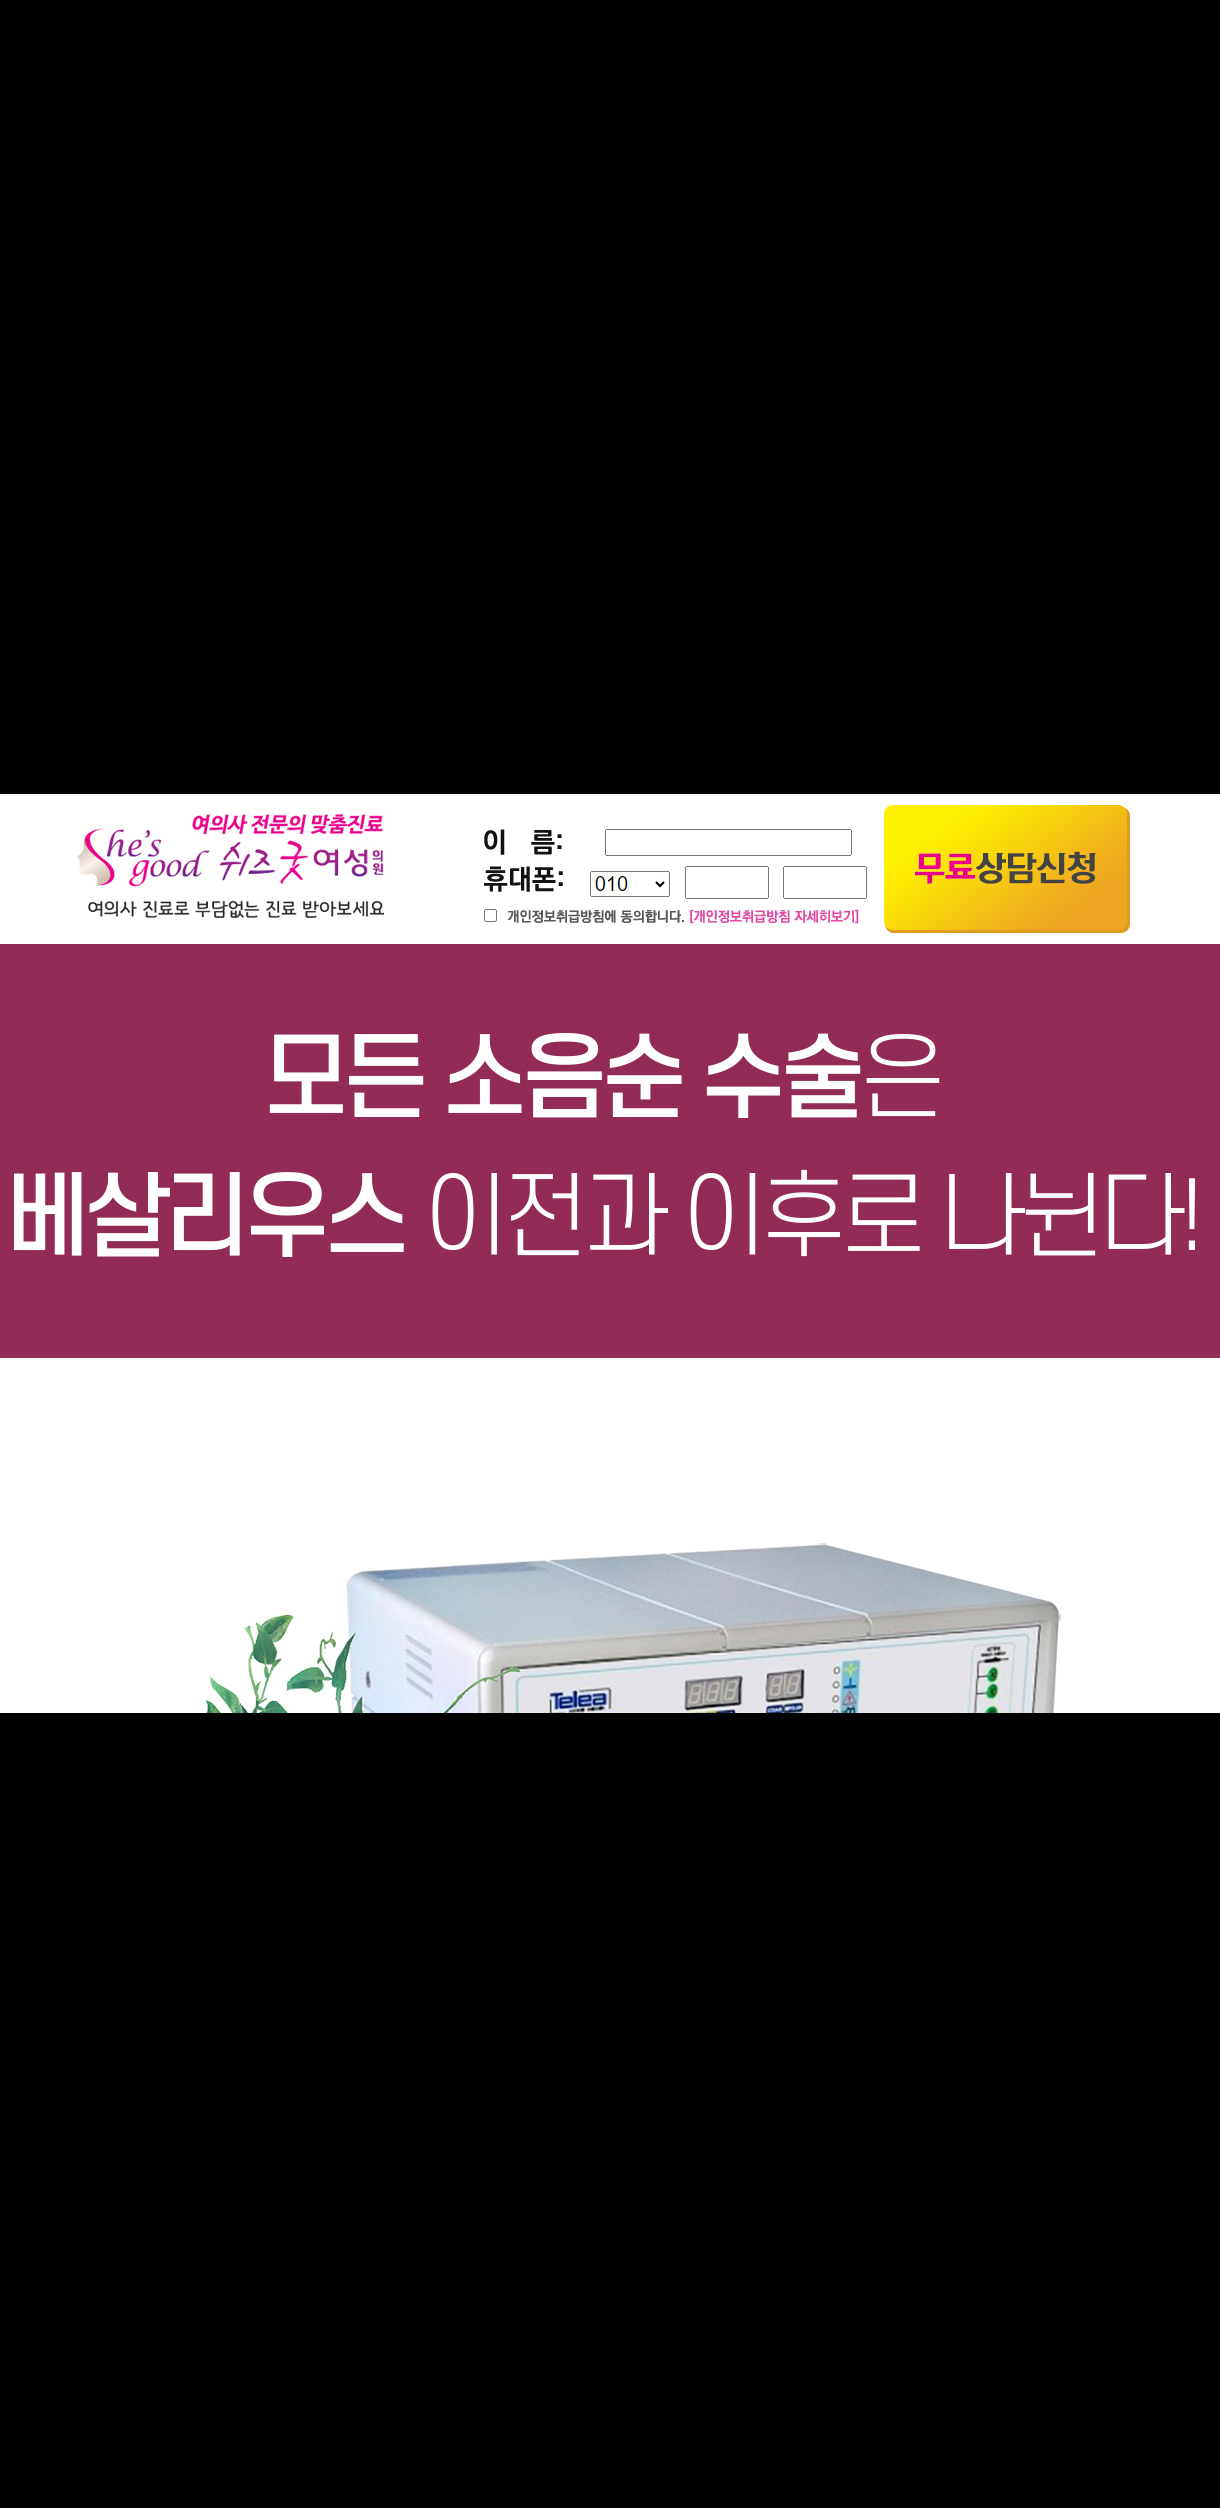 여의사 전문의 맞춤진료
She's good 쉬즈굿여성의원
여의사 진료로 부담없는 진료 받아보세요
이 름:
휴대폰:
010
개인정보취급방침에 동의합니다. [개인정보취급방침 자세히보기]
무료상담신청
모든 소음순 수술은
베살리우스 이전과 이후로 나뉜다!
Telea